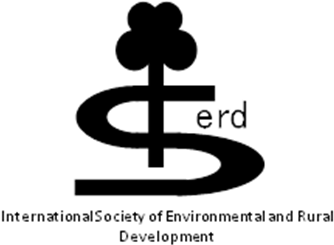 erd
InternationalSociety of Environmental and Rural
Development